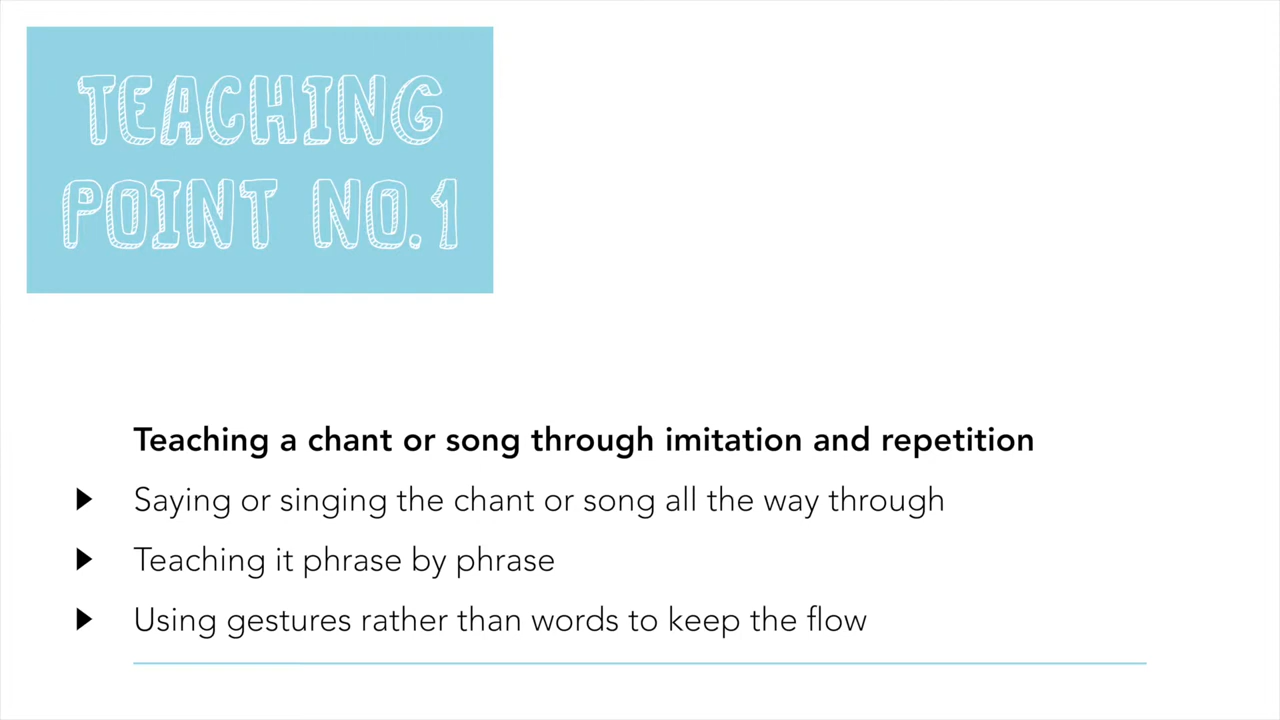 TEACHING
POINT NO.1
Teaching a chant or song through imitation and repetition
Saying or singing the chant or song all the way through
Teaching it phrase by phrase
Using gestures rather than words to keep the flow